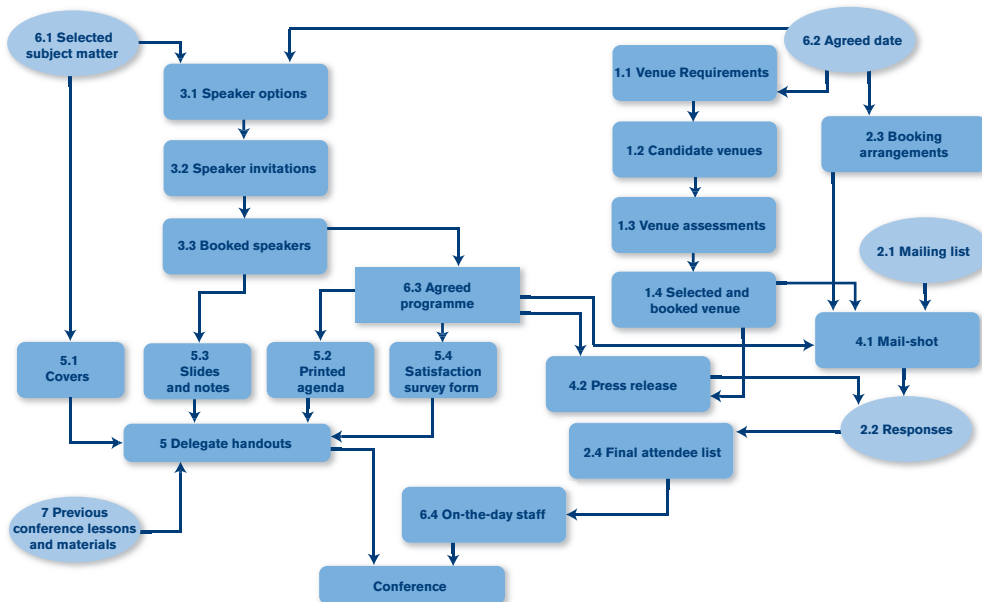 6.1 Selected
subject matter
6.2 Agreed date
3.1 Speaker options
1.1 Venue Requirements
2.3 Booking
arrangements
3.2 Speaker invitations
1.2 Candidate venues
3.3 Booked speakers
1.3 Venue assessments
2.1 Mailing list
6.3 Agreed
programme
1.4 Selected and
booked venue
4.1 Mail-shot
5.1
Covers
5.3
Slides
and notes
5.2
Printed
agenda
5.4
Satisfaction
survey form
4.2 Press release
5 Delegate handouts
2.2 Responses
2.4 Final attendee list
7 Previous
conference lessons
and materials
6.4 On-the-day staff
Conference